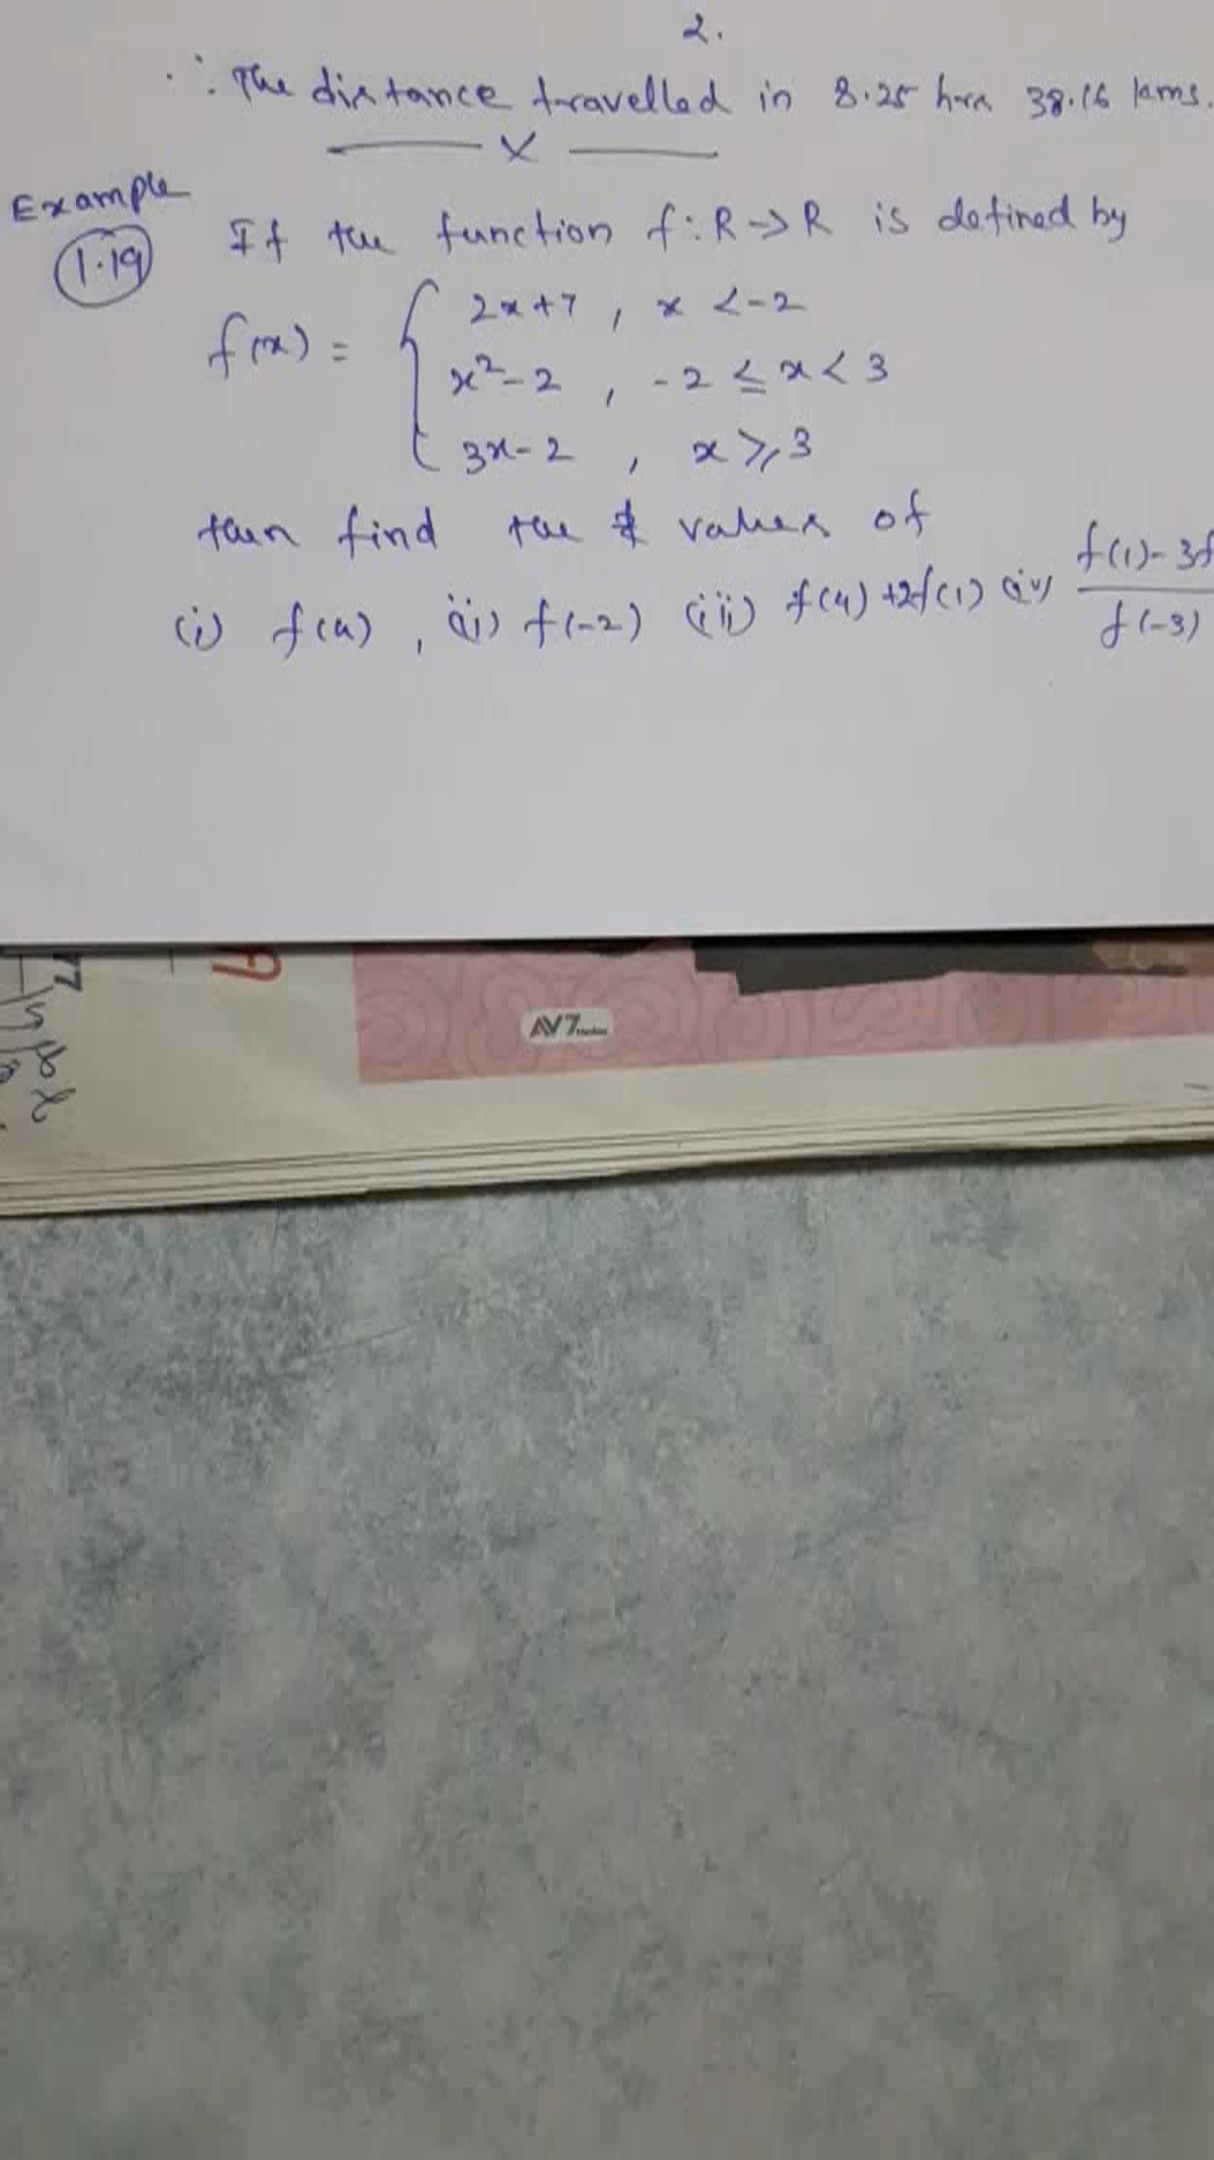 2.
∴ The distance travelled in 8.25 hrs 38.16 kms.
x
Example
1.19
If the function f:R→R is defined by
f(x) = { 2x+7 , x < -2
x²-2 , -2 ≤ x < 3
3x-2 , x ≥ 3
then find the values of
(i) f(4) , (ii) f(-2) (iii) f(4) +2f(1) (iv) f(1)-3f / f(-3)
77
AV7